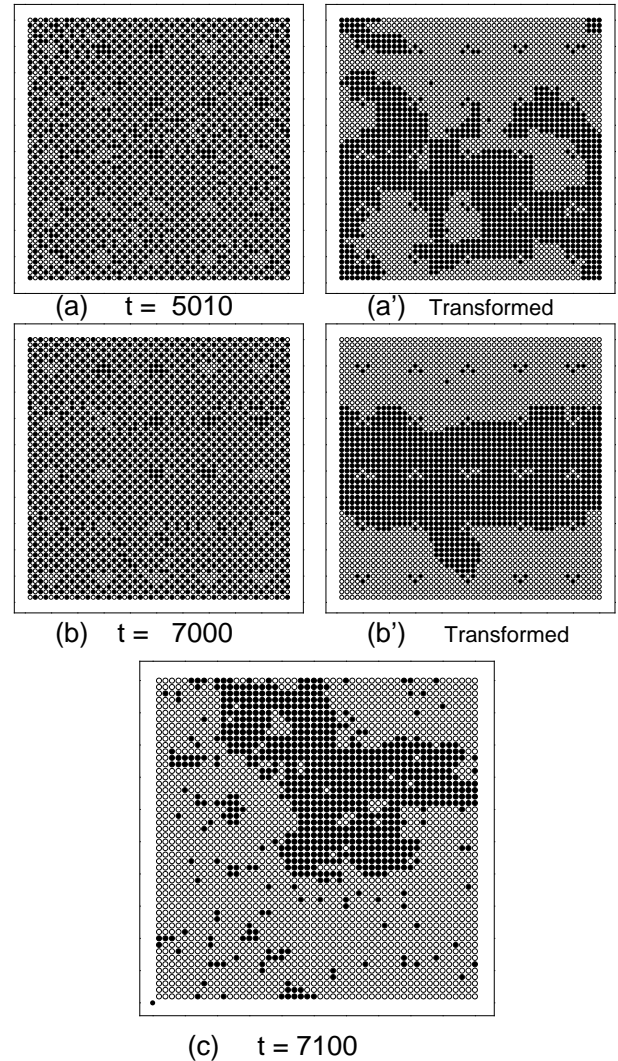 (a) t = 5010
(a') Transformed
(b) t = 7000
(b') Transformed
(c) t = 7100